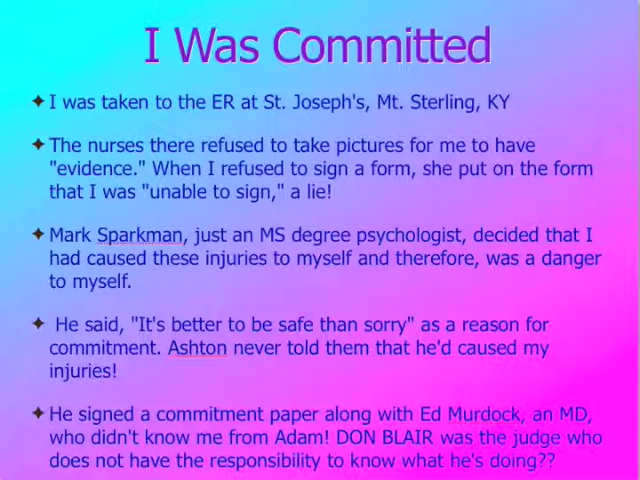 I Was Committed
✦ I was taken to the ER at St. Joseph's, Mt. Sterling, KY
✦ The nurses there refused to take pictures for me to have
"evidence." When I refused to sign a form, she put on the form
that I was "unable to sign," a lie!
✦ Mark Sparkman, just an MS degree psychologist, decided that I
had caused these injuries to myself and therefore, was a danger
to myself.
✦ He said, "It's better to be safe than sorry" as a reason for
commitment. Ashton never told them that he'd caused my
injuries!
✦ He signed a commitment paper along with Ed Murdock, an MD,
who didn't know me from Adam! DON BLAIR was the judge who
does not have the responsibility to know what he's doing??